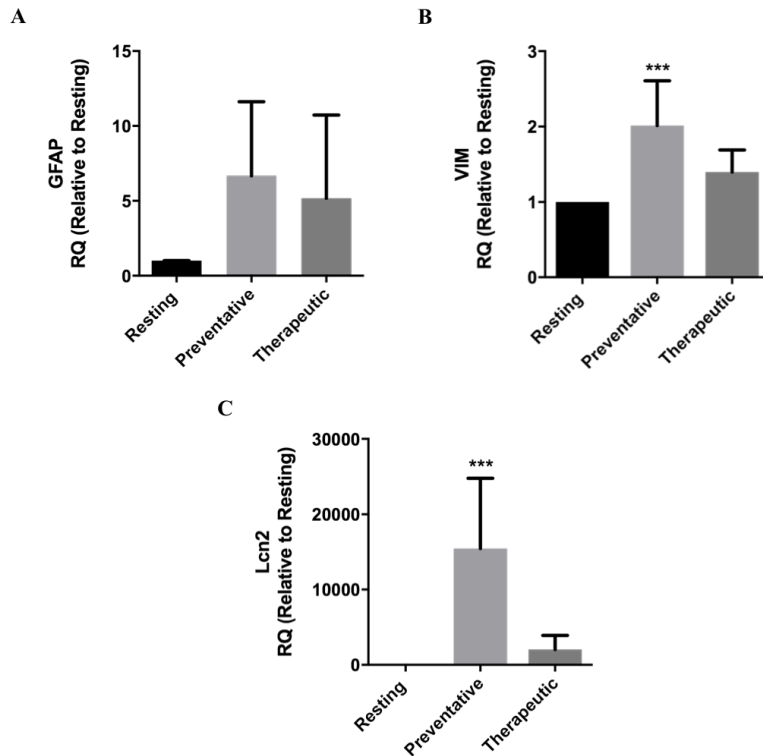 A
GFAP
RQ (Relative to Resting)
15
10
5
0
Resting
Preventative
Therapeutic
B
VIM
RQ (Relative to Resting)
3
2
1
0
***
Resting
Preventative
Therapeutic
C
Lcn2
RQ (Relative to Resting)
30000
20000
10000
0
***
Resting
Preventative
Therapeutic